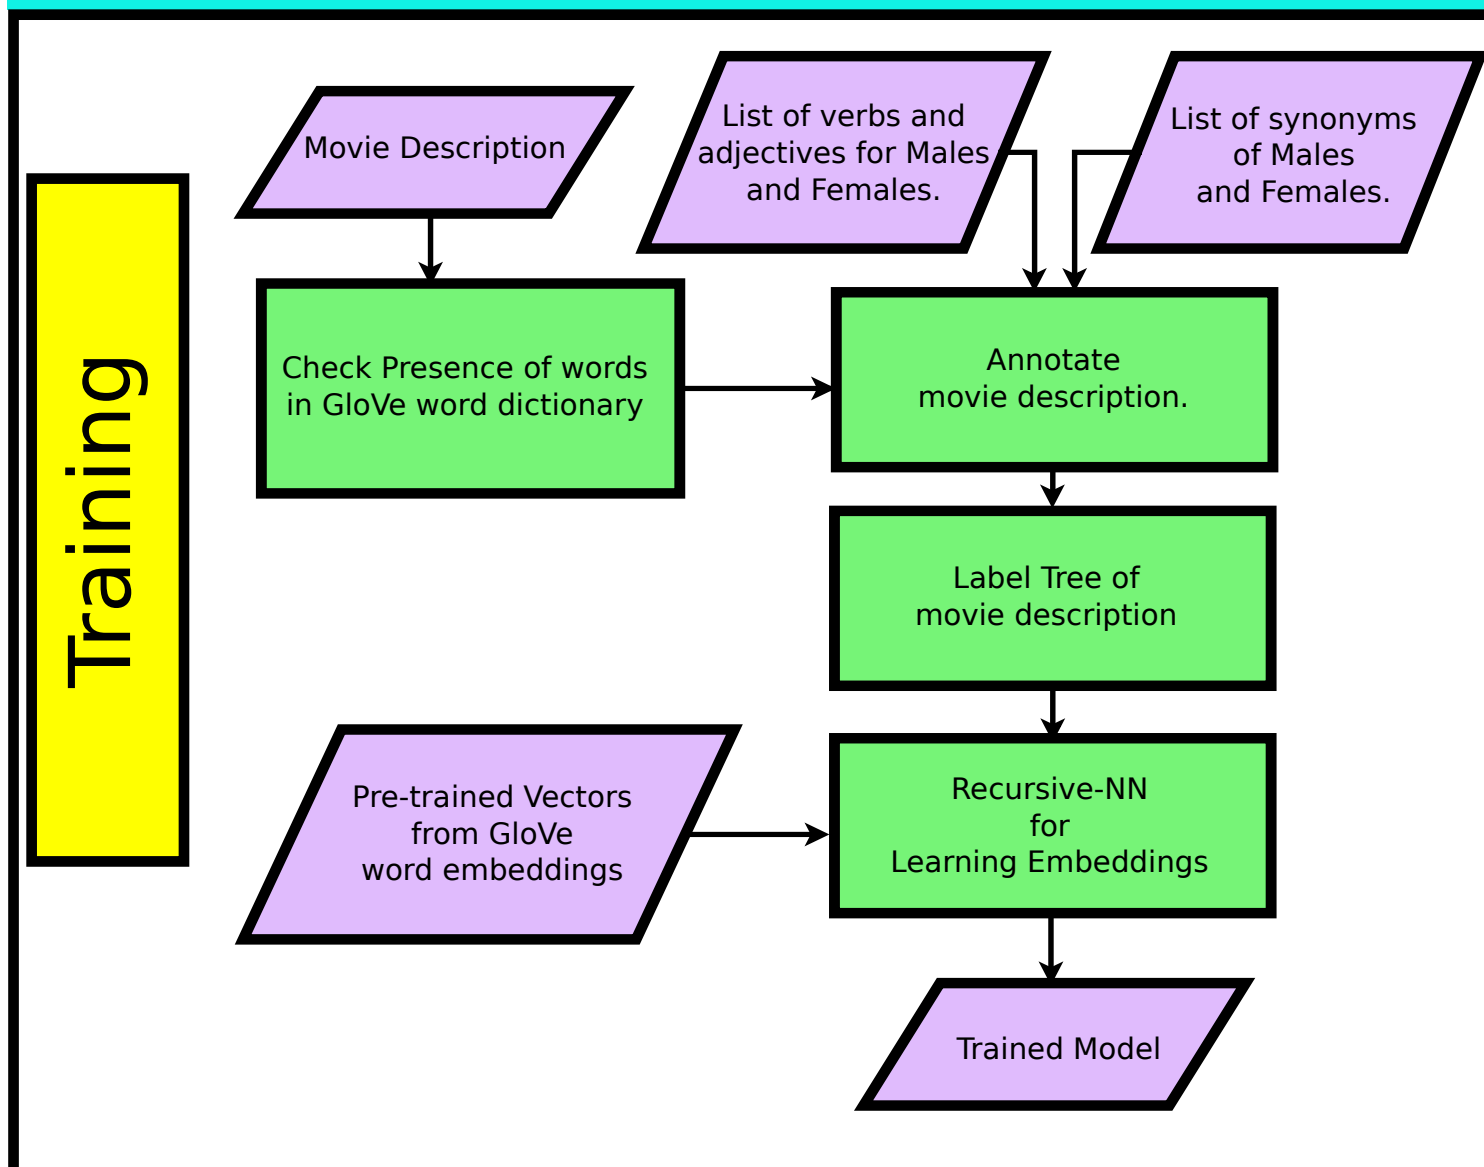 Training
Movie Description
List of verbs and
adjectives for Males
and Females.
List of synonyms
of Males
and Females.
Check Presence of words
in GloVe word dictionary
Annotate
movie description.
Label Tree of
movie description
Pre-trained Vectors
from GloVe
word embeddings
Recursive-NN
for
Learning Embeddings
Trained Model